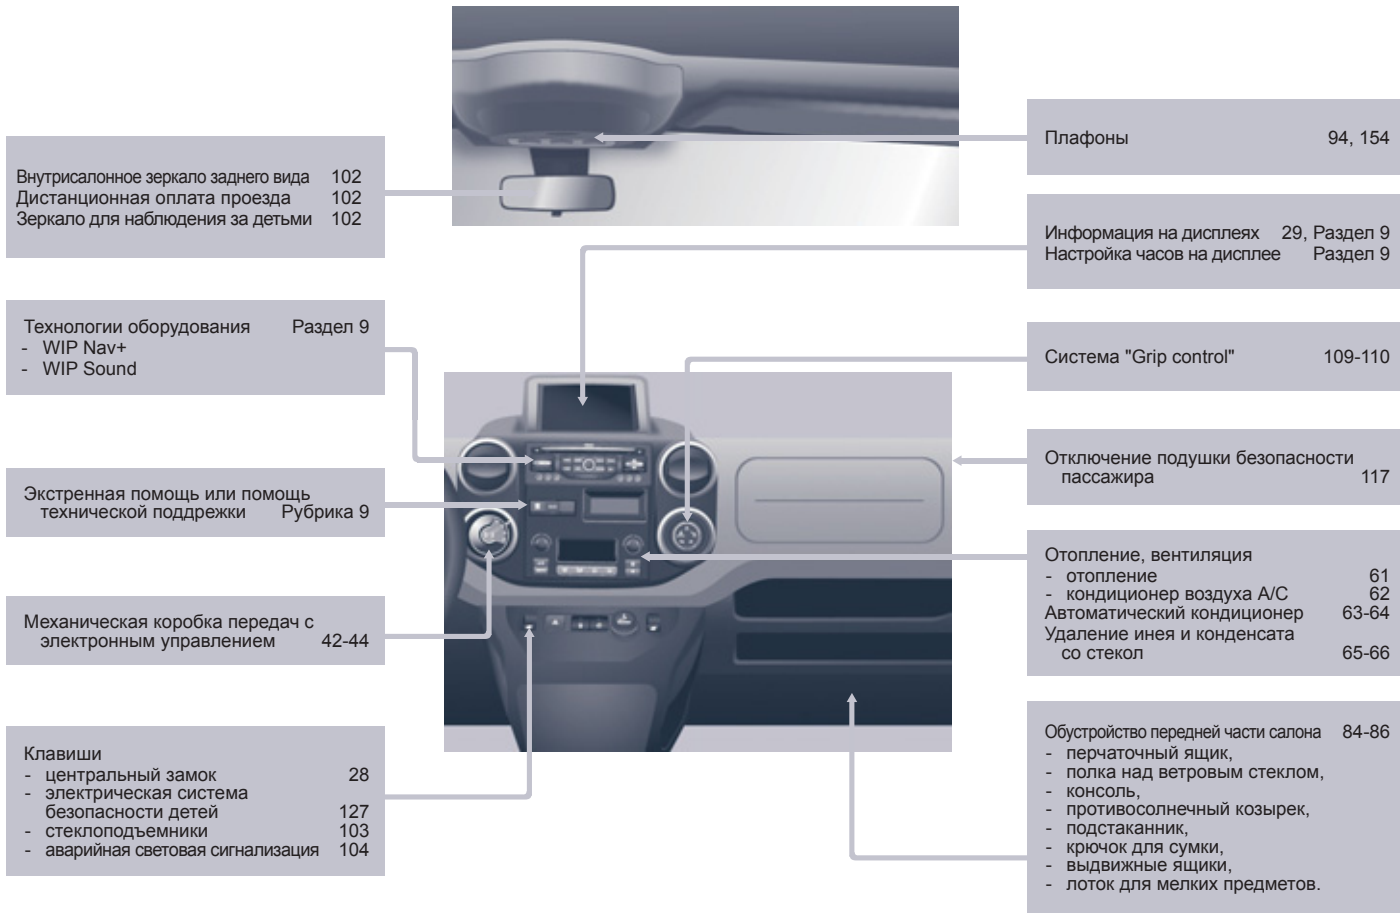 Внутрисалонное зеркало заднего вида 102
Дистанционная оплата проезда 102
Зеркало для наблюдения за детьми 102
Технологии оборудования Раздел 9
- WIP Nav+
- WIP Sound
Экстренная помощь или помощь
технической поддрежки Рубрика 9
Механическая коробка передач с
электронным управлением 42-44
Клавиши
- центральный замок 28
- электрическая система
безопасности детей 127
- стеклоподъемники 103
- аварийная световая сигнализация 104
Плафоны 94, 154
Информация на дисплеях 29, Раздел 9
Настройка часов на дисплее Раздел 9
Система "Grip control" 109-110
Отключение подушки безопасности
пассажира 117
Отопление, вентиляция
- отопление 61
- кондиционер воздуха A/C 62
Автоматический кондиционер 63-64
Удаление инея и конденсата
со стекол 65-66
Обустройство передней части салона 84-86
- перчаточный ящик,
- полка над ветровым стеклом,
- консоль,
- противосолнечный козырек,
- подстаканник,
- крючок для сумки,
- выдвижные ящики,
- лоток для мелких предметов.